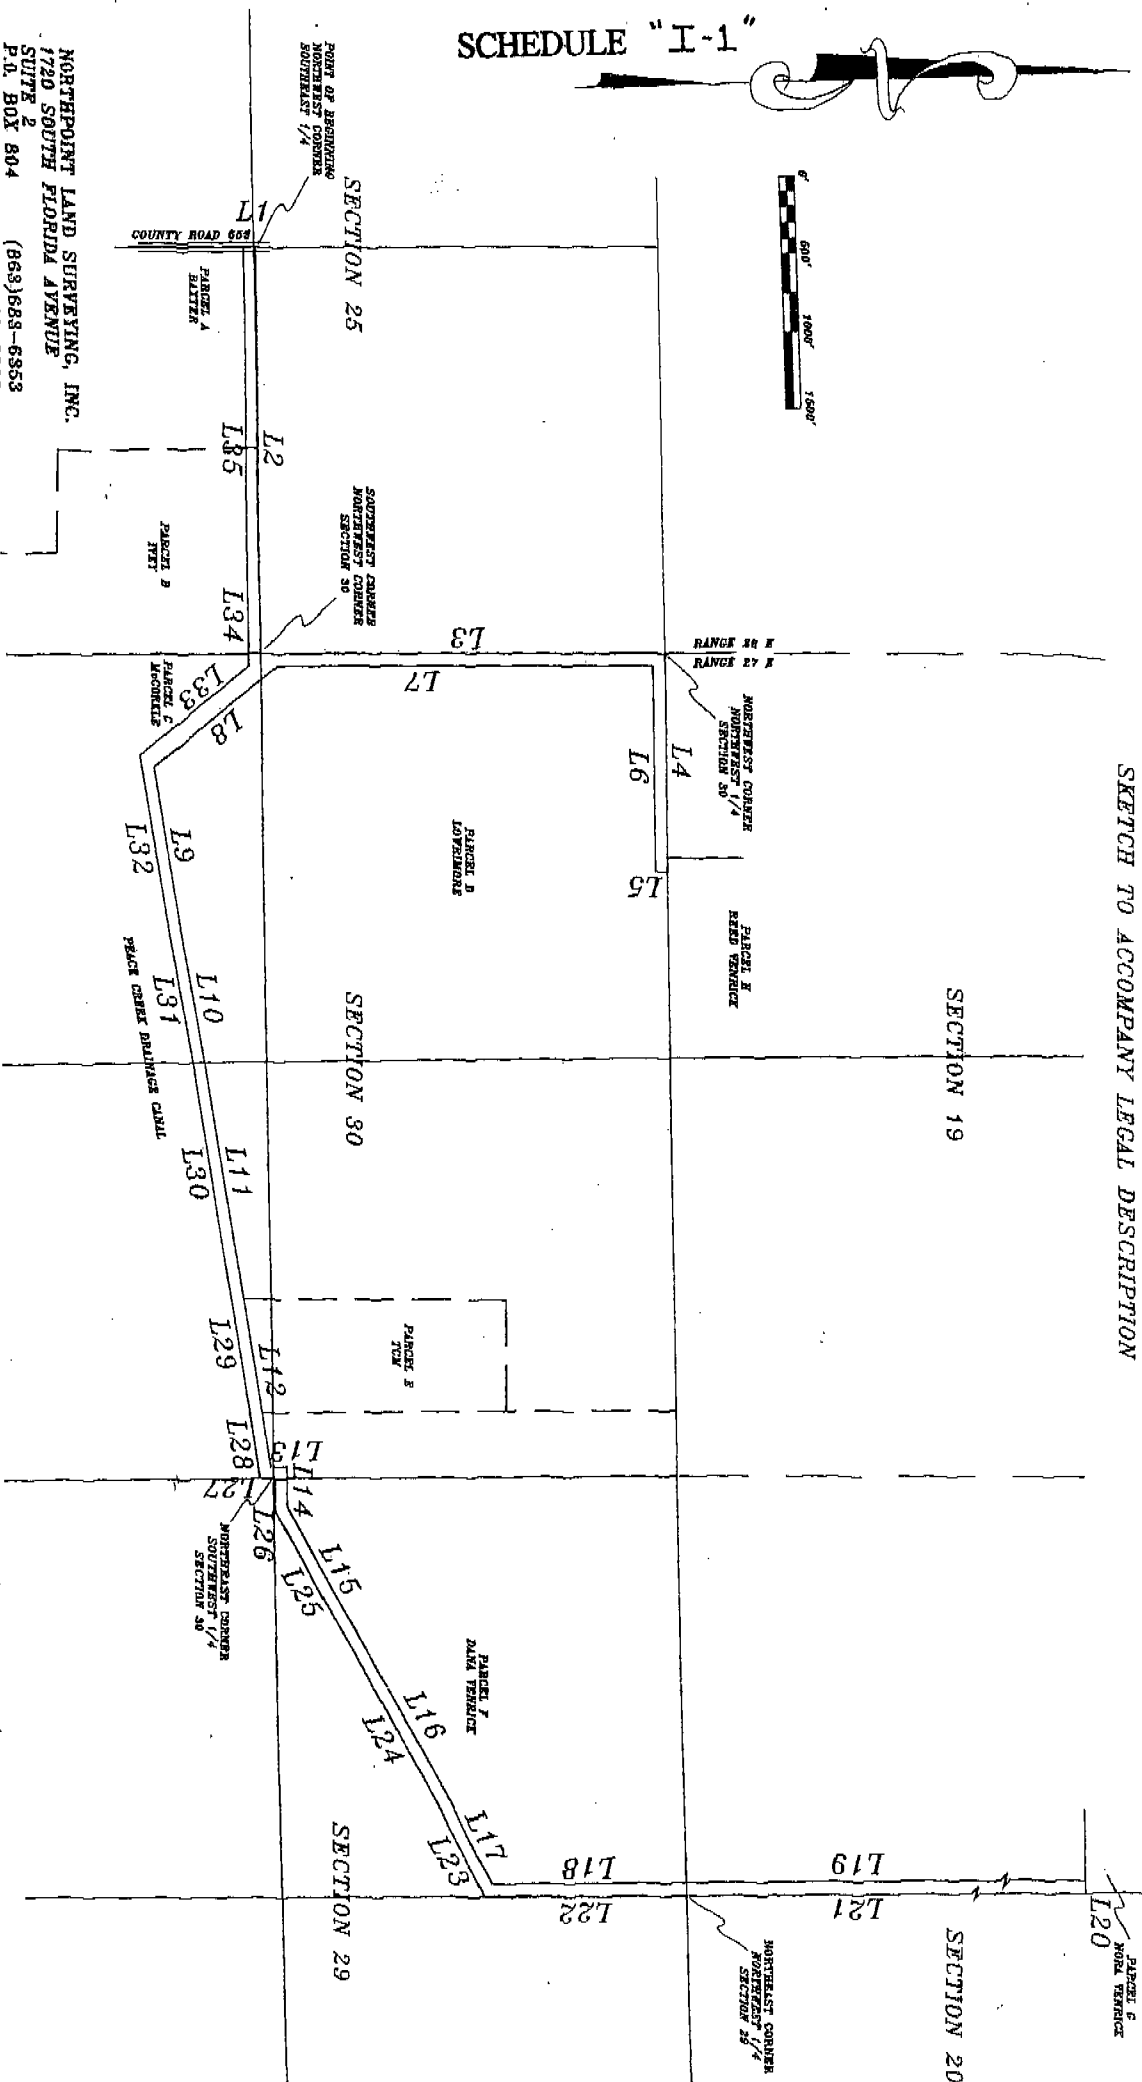 SCHEDULE "I-1"
SKETCH TO ACCOMPANY LEGAL DESCRIPTION
0'
500'
1000'
1500'
POINT OF BEGINNING
NORTHWEST CORNER
SOUTHEAST 1/4
SECTION 25
L1
COUNTY ROAD 653
PARCEL A
BAXTER
L2
L35
PARCEL B
IVEY
L34
SOUTHWEST CORNER
NORTHWEST CORNER
SECTION 30
RANGE 26 E
RANGE 27 E
NORTHWEST CORNER
NORTHWEST 1/4
SECTION 30
L3
L7
L4
L6
L5
PARCEL C
McCORKLE
L33
L8
PARCEL D
LOWRIMORE
PARCEL H
REED VENRICK
SECTION 19
SECTION 30
L9
L32
L10
L31
PEACE CREEK DRAINAGE CANAL
L11
L30
L29
L12
PARCEL E
TCM
L28
L13
L14
L27
L26
NORTHEAST CORNER
SOUTHWEST 1/4
SECTION 30
L15
L25
L16
L24
PARCEL F
DANA VENRICK
L17
L23
L18
L22
L19
L21
L20
PARCEL G
NORA VENRICK
NORTHEAST CORNER
NORTHWEST 1/4
SECTION 29
SECTION 29
SECTION 20
NORTHPOINT LAND SURVEYING, INC.
1720 SOUTH FLORIDA AVENUE
SUITE 2
P.O. BOX 804 (863)688-6353